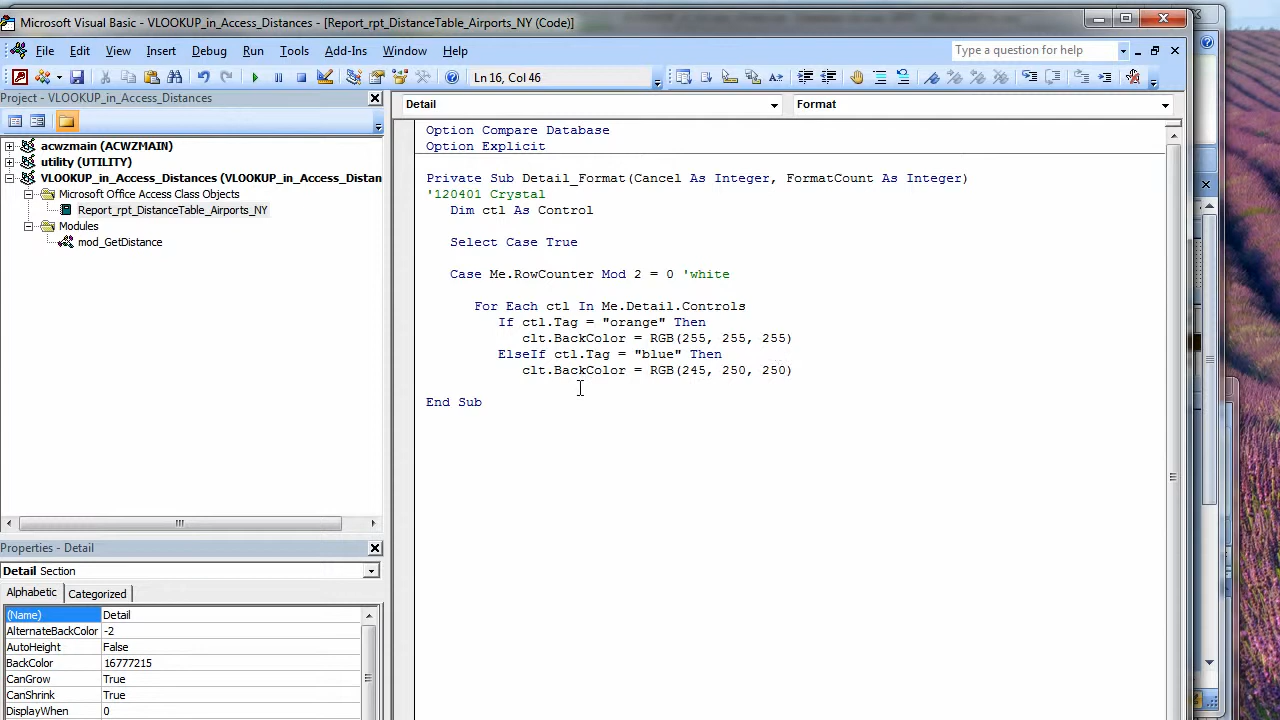 Microsoft Visual Basic - VLOOKUP_in_Access_Distances - [Report_rpt_DistanceTable_Airports_NY (Code)]
File Edit View Insert Debug Run Tools Add-Ins Window Help
Type a question for help
Ln 16, Col 46
Project - VLOOKUP_in_Access_Distances
Detail
Format
acwzmain (ACWZMAIN)
utility (UTILITY)
VLOOKUP_in_Access_Distances (VLOOKUP_in_Access_Distan
Microsoft Office Access Class Objects
Report_rpt_DistanceTable_Airports_NY
Modules
mod_GetDistance
Option Compare Database
Option Explicit
Private Sub Detail_Format(Cancel As Integer, FormatCount As Integer)
'120401 Crystal
Dim ctl As Control
Select Case True
Case Me.RowCounter Mod 2 = 0 'white
For Each ctl In Me.Detail.Controls
If ctl.Tag = "orange" Then
clt.BackColor = RGB(255, 255, 255)
ElseIf ctl.Tag = "blue" Then
clt.BackColor = RGB(245, 250, 250)
End Sub
Properties - Detail
Detail Section
Alphabetic Categorized
(Name) Detail
AlternateBackColor -2
AutoHeight False
BackColor 16777215
CanGrow True
CanShrink True
DisplayWhen 0